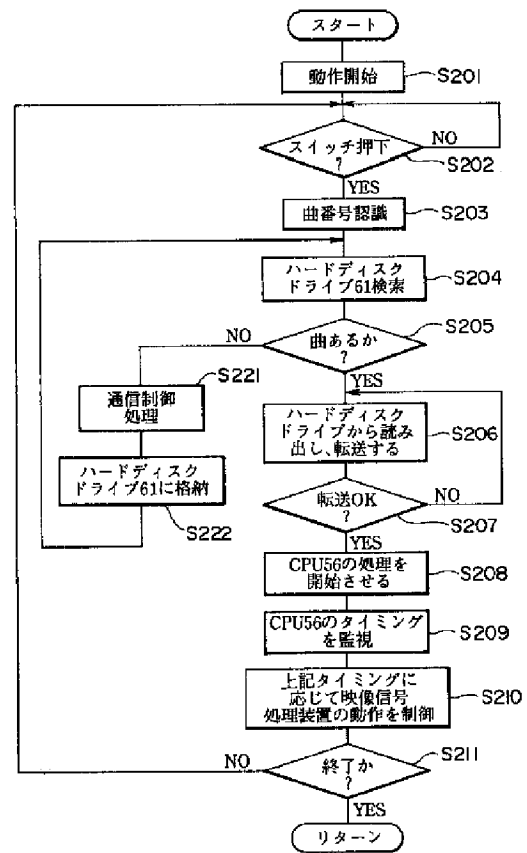 スタート
動作開始
S201
スイッチ押下
?
NO
S202
YES
曲番号認識
S203
ハードディスク
ドライブ61検索
S204
曲あるか
?
S205
NO
YES
通信制御
処理
S221
ハードディスク
ドライブから読み
出し、転送する
S206
ハードディスク
ドライブ61に格納
S222
転送OK
?
NO
S207
YES
CPU56の処理を
開始させる
S208
CPU56のタイミング
を監視
S209
上記タイミングに
応じて映像信号
処理装置の動作を制御
S210
終了か
?
NO
S211
YES
リターン